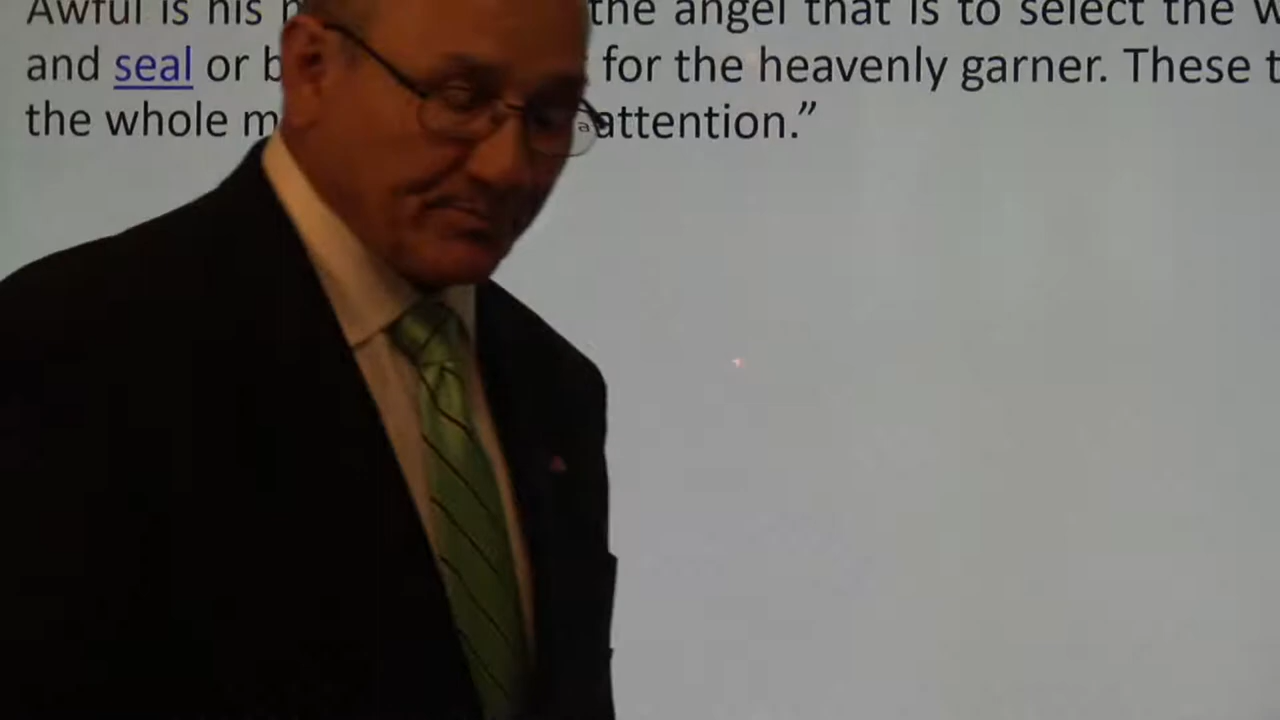 Awful is his the angel that is to select the
and seal or for the heavenly garner. These
the whole attention.”